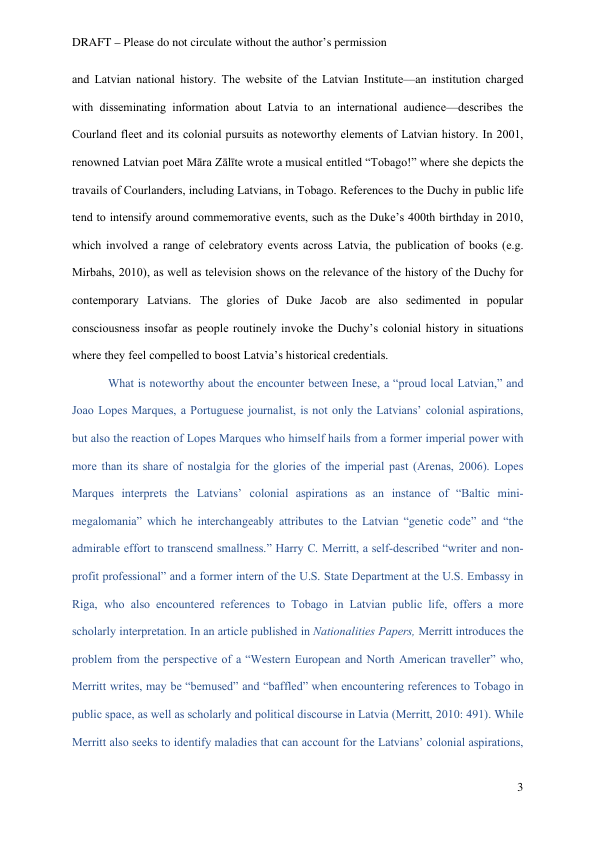 DRAFT – Please do not circulate without the author’s permission
and Latvian national history. The website of the Latvian Institute—an institution charged
with disseminating information about Latvia to an international audience—describes the
Courland fleet and its colonial pursuits as noteworthy elements of Latvian history. In 2001,
renowned Latvian poet Māra Zālīte wrote a musical entitled “Tobago!” where she depicts the
travails of Courlanders, including Latvians, in Tobago. References to the Duchy in public life
tend to intensify around commemorative events, such as the Duke’s 400th birthday in 2010,
which involved a range of celebratory events across Latvia, the publication of books (e.g.
Mirbahs, 2010), as well as television shows on the relevance of the history of the Duchy for
contemporary Latvians. The glories of Duke Jacob are also sedimented in popular
consciousness insofar as people routinely invoke the Duchy’s colonial history in situations
where they feel compelled to boost Latvia’s historical credentials.
What is noteworthy about the encounter between Inese, a “proud local Latvian,” and
Joao Lopes Marques, a Portuguese journalist, is not only the Latvians’ colonial aspirations,
but also the reaction of Lopes Marques who himself hails from a former imperial power with
more than its share of nostalgia for the glories of the imperial past (Arenas, 2006). Lopes
Marques interprets the Latvians’ colonial aspirations as an instance of “Baltic mini-
megalomania” which he interchangeably attributes to the Latvian “genetic code” and “the
admirable effort to transcend smallness.” Harry C. Merritt, a self-described “writer and non-
profit professional” and a former intern of the U.S. State Department at the U.S. Embassy in
Riga, who also encountered references to Tobago in Latvian public life, offers a more
scholarly interpretation. In an article published in Nationalities Papers, Merritt introduces the
problem from the perspective of a “Western European and North American traveller” who,
Merritt writes, may be “bemused” and “baffled” when encountering references to Tobago in
public space, as well as scholarly and political discourse in Latvia (Merritt, 2010: 491). While
Merritt also seeks to identify maladies that can account for the Latvians’ colonial aspirations,
3